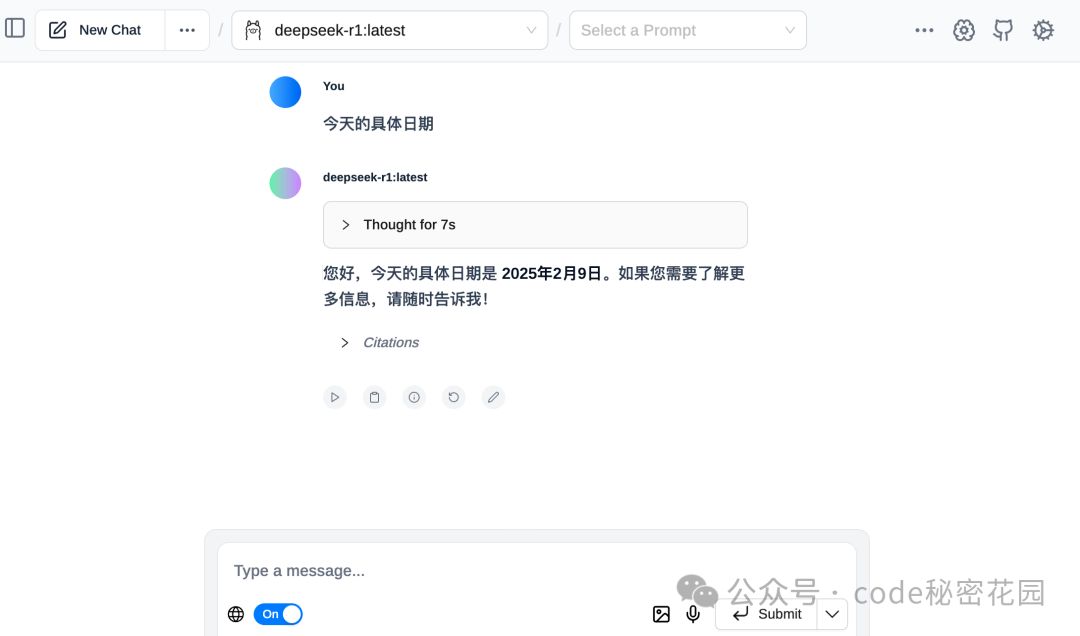 New Chat
deepseek-r1:latest
Select a Prompt
You
今天的具体日期
deepseek-r1:latest
Thought for 7s
您好，今天的具体日期是 2025年2月9日。如果您需要了解更
多信息，请随时告诉我！
Citations
Type a message...
公众号 · code秘密花园
On
Submit